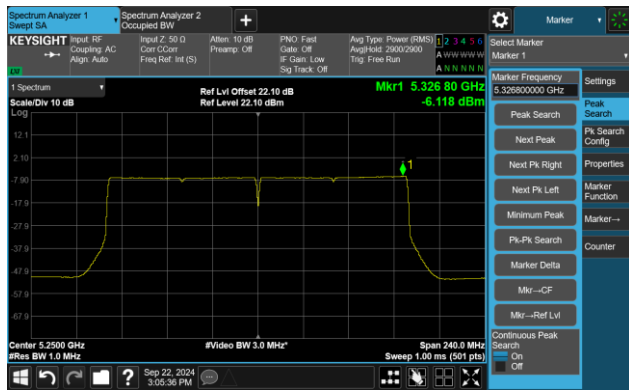 Spectrum Analyzer 1
Swept SA
Spectrum Analyzer 2
Occupied BW
+
Marker
KEYSIGHT
Input: RF
Coupling: AC
Align: Auto
Input Z: 50 Ω
Corr CCorr
Freq Ref: Int (S)
Atten: 10 dB
Preamp: Off
PNO: Fast
Gate: Off
IF Gain: Low
Sig Track: Off
Avg Type: Power (RMS)
Avg|Hold: 2900/2900
Trig: Free Run
1 2 3 4 5 6
A W W W W W
A N N N N N
Select Marker
Marker 1
1 Spectrum
Scale/Div 10 dB
Log
Ref Lvl Offset 22.10 dB
Ref Level 22.10 dBm
Mkr1 5.326 80 GHz
-6.118 dBm
12.1
2.10
-7.90
-17.9
-27.9
-37.9
-47.9
-57.9
-67.9
1
Center 5.2500 GHz
#Res BW 1.0 MHz
#Video BW 3.0 MHz*
Span 240.0 MHz
Sweep 1.00 ms (501 pts)
Marker Frequency
5.326800000 GHz
Peak Search
Next Peak
Next Pk Right
Next Pk Left
Minimum Peak
Pk-Pk Search
Marker Delta
Mkr→CF
Mkr→Ref Lvl
Continuous Peak
Search
On
Off
Settings
Peak
Search
Pk Search
Config
Properties
Marker
Function
Marker→
Counter
?
Sep 22, 2024
3:05:36 PM